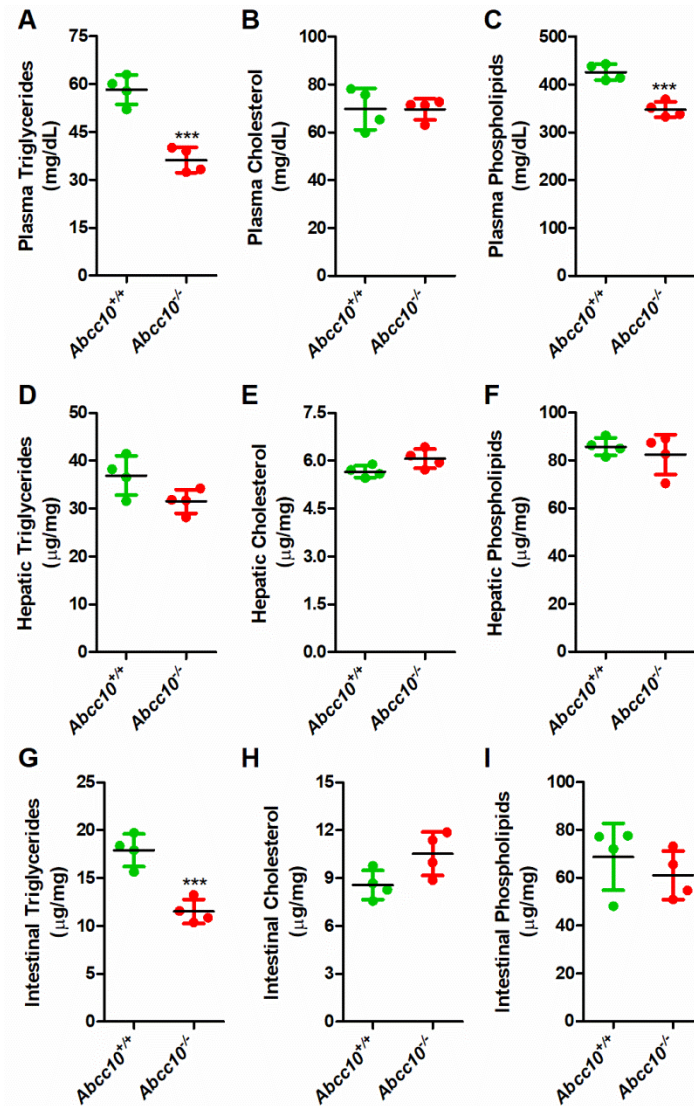 A
Plasma Triglycerides
(mg/dL)
75
60
45
30
15
0
***
Abcc10+/+
Abcc10-/-
B
Plasma Cholesterol
(mg/dL)
100
80
60
40
20
0
Abcc10+/+
Abcc10-/-
C
Plasma Phospholipids
(mg/dL)
500
400
300
200
100
0
***
Abcc10+/+
Abcc10-/-
D
Hepatic Triglycerides
(μg/mg)
50
40
30
20
10
0
Abcc10+/+
Abcc10-/-
E
Hepatic Cholesterol
(μg/mg)
7.5
6.0
4.5
3.0
1.5
0.0
Abcc10+/+
Abcc10-/-
F
Hepatic Phospholipids
(μg/mg)
100
80
60
40
20
0
Abcc10+/+
Abcc10-/-
G
Intestinal Triglycerides
(μg/mg)
25
20
15
10
5
0
***
Abcc10+/+
Abcc10-/-
H
Intestinal Cholesterol
(μg/mg)
15
12
9
6
3
0
Abcc10+/+
Abcc10-/-
I
Intestinal Phospholipids
(μg/mg)
100
80
60
40
20
0
Abcc10+/+
Abcc10-/-